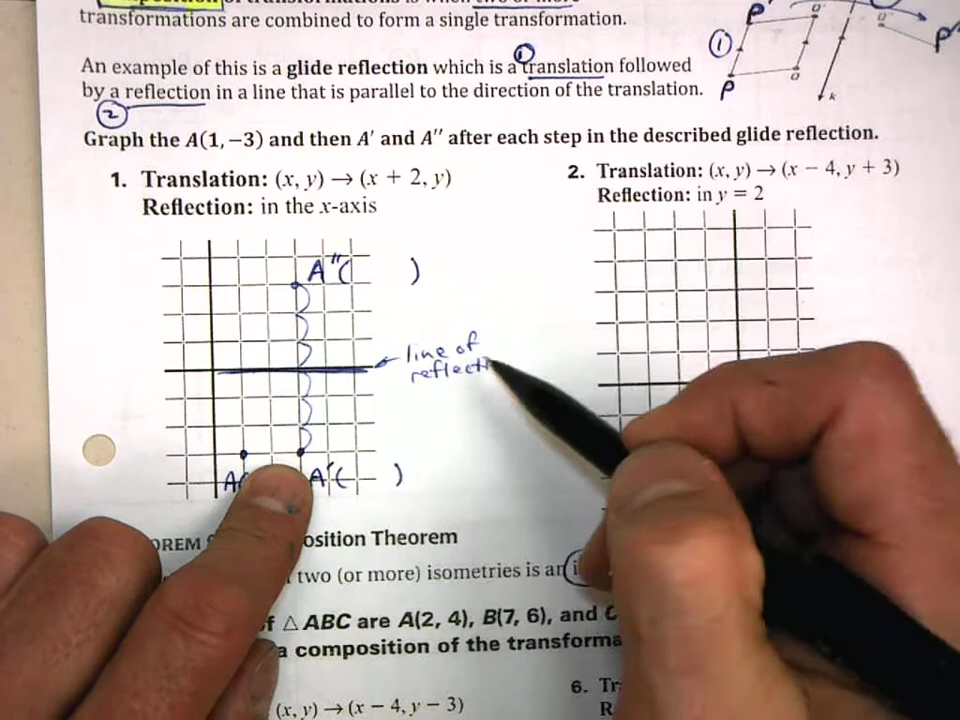 transformations are combined to form a single transformation.
P'
Q'
P"
①
An example of this is a glide reflection which is a translation followed
①
by a reflection in a line that is parallel to the direction of the translation.
②
P
Q
k
Graph the A(1, −3) and then A′ and A″ after each step in the described glide reflection.
1. Translation: (x, y) → (x + 2, y)
Reflection: in the x-axis
2. Translation: (x, y) → (x − 4, y + 3)
Reflection: in y = 2
A"( )
line of
reflecti
A(
A'( )
OREM
osition Theorem
two (or more) isometries is an i
f △ABC are A(2, 4), B(7, 6), and C
a composition of the transforma
6. Tr
R
(x, y) → (x − 4, y − 3)